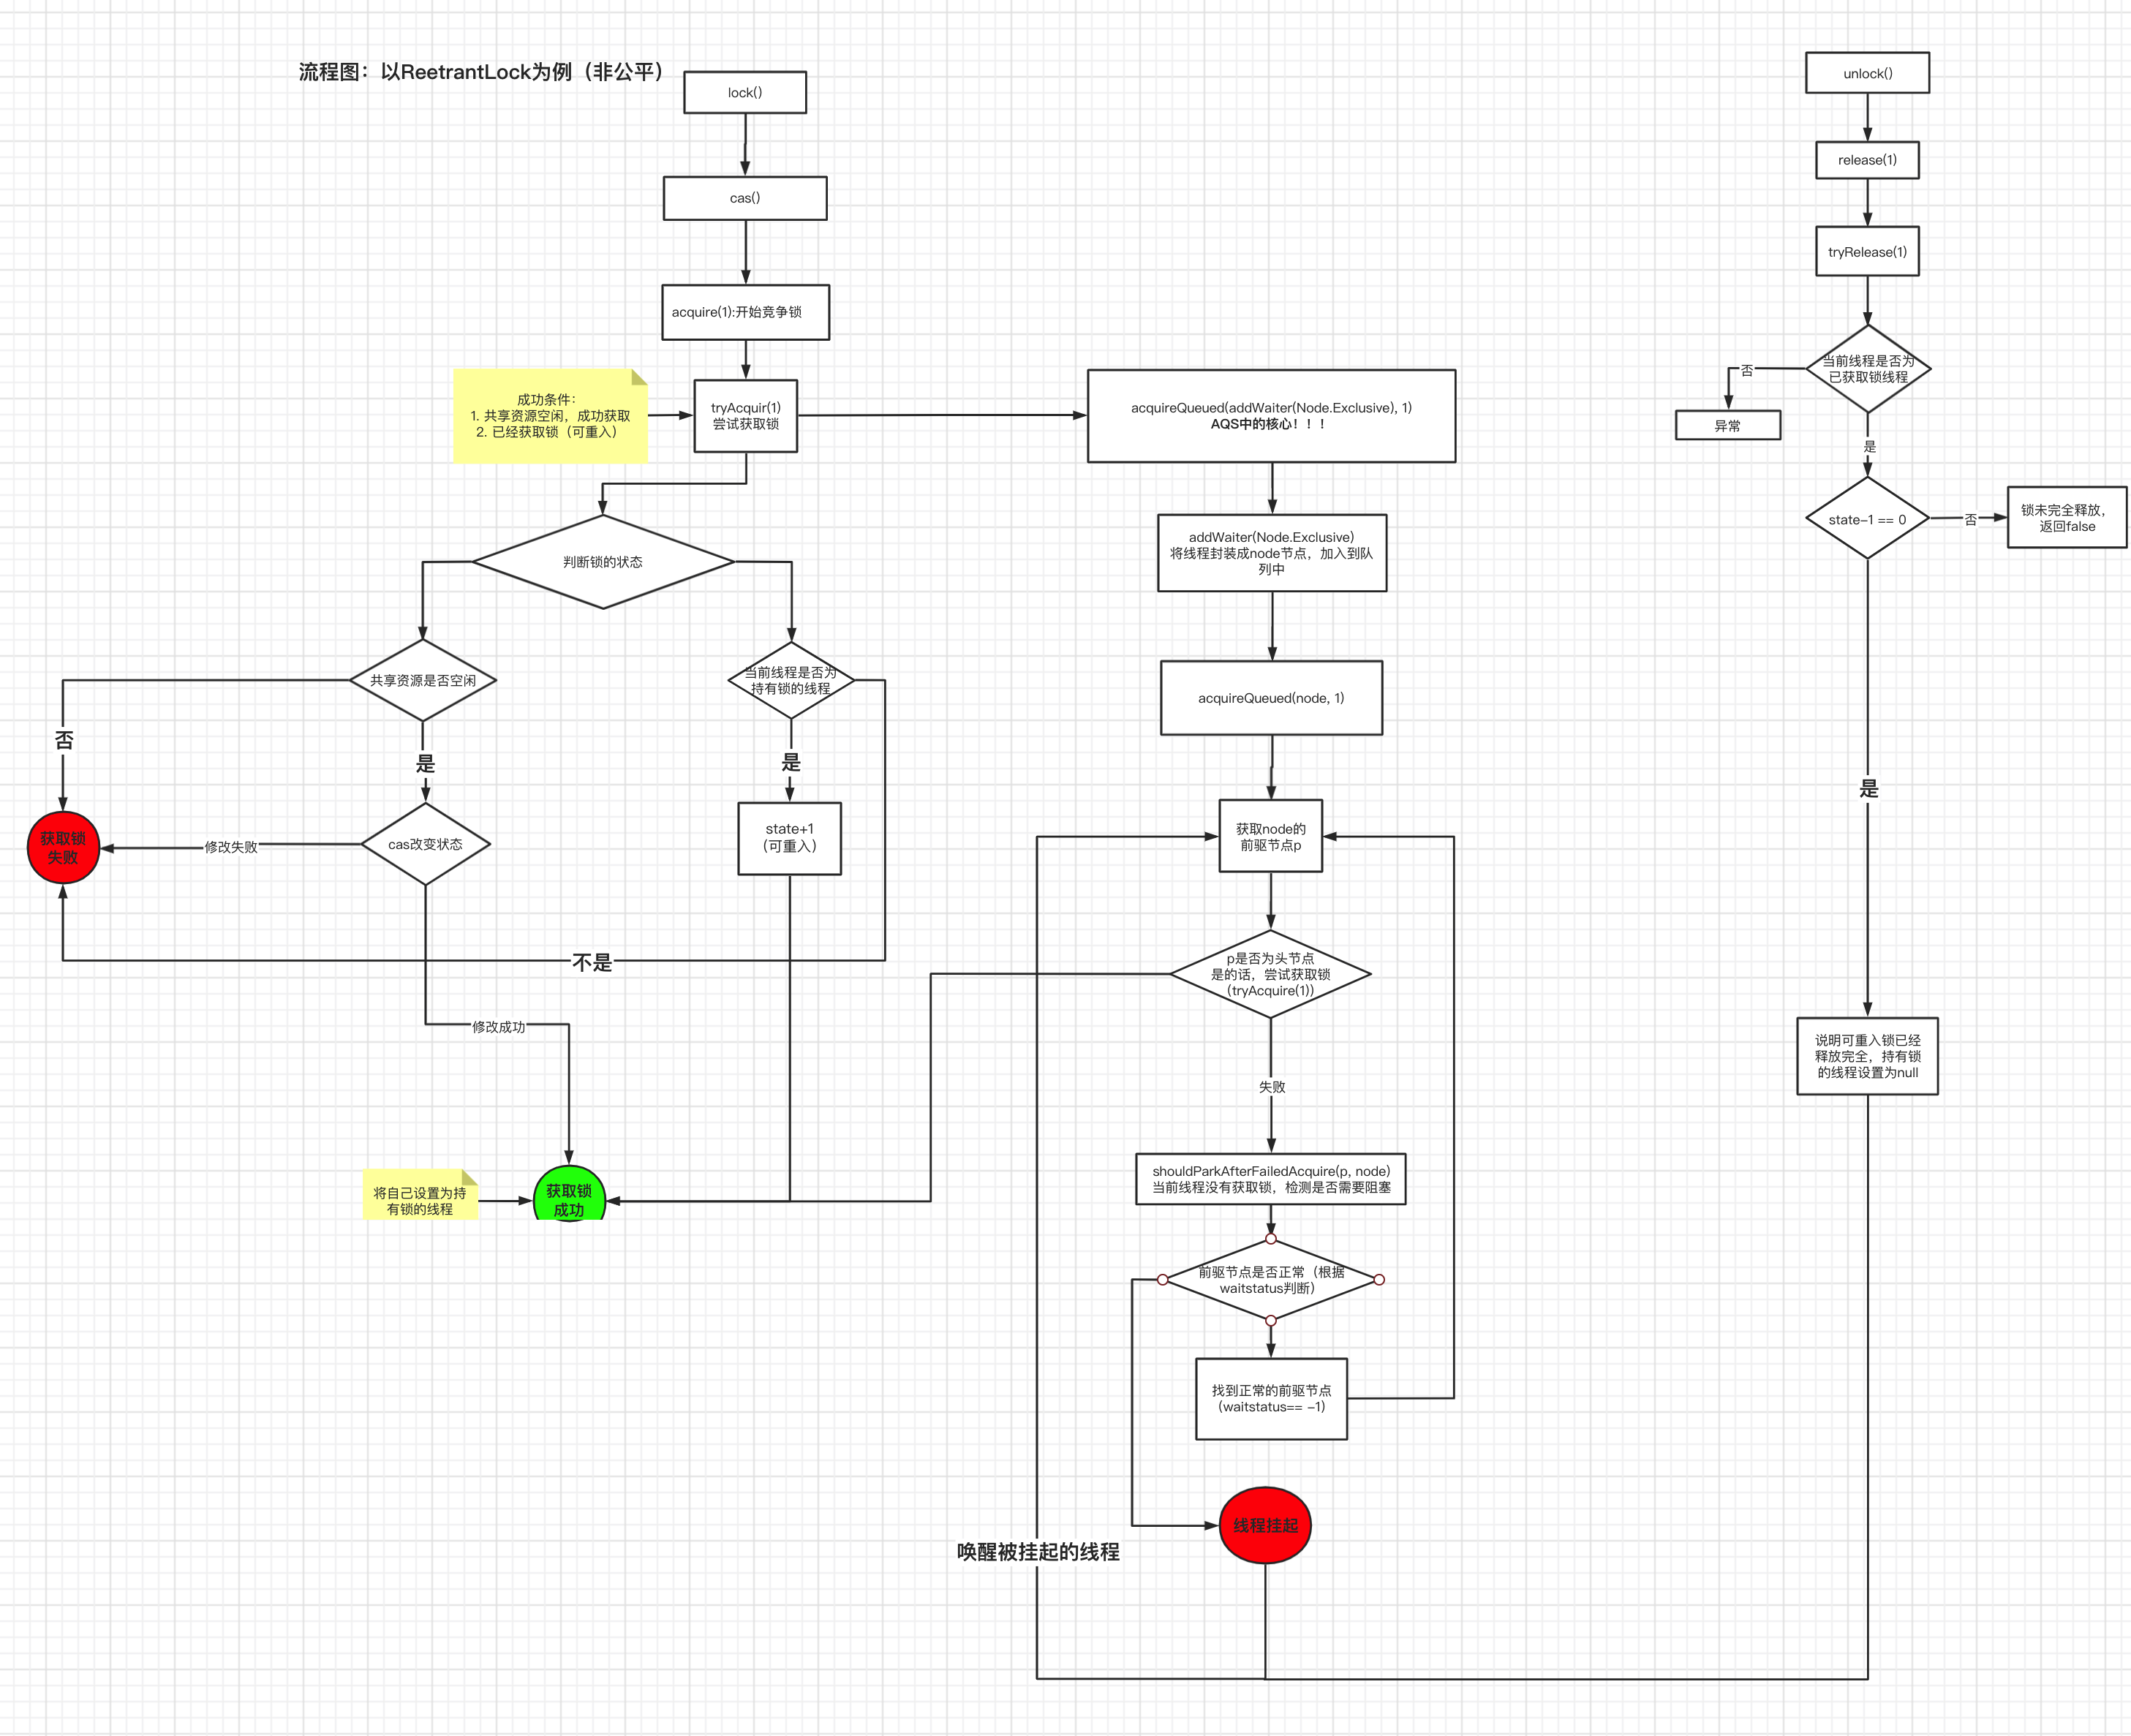 流程图：以ReetrantLock为例（非公平）
lock()
cas()
acquire(1):开始竞争锁
成功条件：
1. 共享资源空闲，成功获取
2. 已经获取锁（可重入）
tryAcquir(1)
尝试获取锁
判断锁的状态
共享资源是否空闲
当前线程是否为
持有锁的线程
否
是
是
获取锁
失败
修改失败
cas改变状态
state+1
（可重入）
不是
修改成功
将自己设置为持
有锁的线程
获取锁
成功
acquireQueued(addWaiter(Node.Exclusive), 1)
AQS中的核心！！！
addWaiter(Node.Exclusive)
将线程封装成node节点，加入到队
列中
acquireQueued(node, 1)
获取node的
前驱节点p
p是否为头节点
是的话，尝试获取锁
（tryAcquire(1)）
失败
shouldParkAfterFailedAcquire(p, node)
当前线程没有获取锁，检测是否需要阻塞
前驱节点是否正常（根据
waitstatus判断）
找到正常的前驱节点
（waitstatus== -1）
线程挂起
唤醒被挂起的线程
unlock()
release(1)
tryRelease(1)
当前线程是否为
已获取锁线程
否
异常
是
state-1 == 0
否
锁未完全释放，
返回false
是
说明可重入锁已经
释放完全，持有锁
的线程设置为null